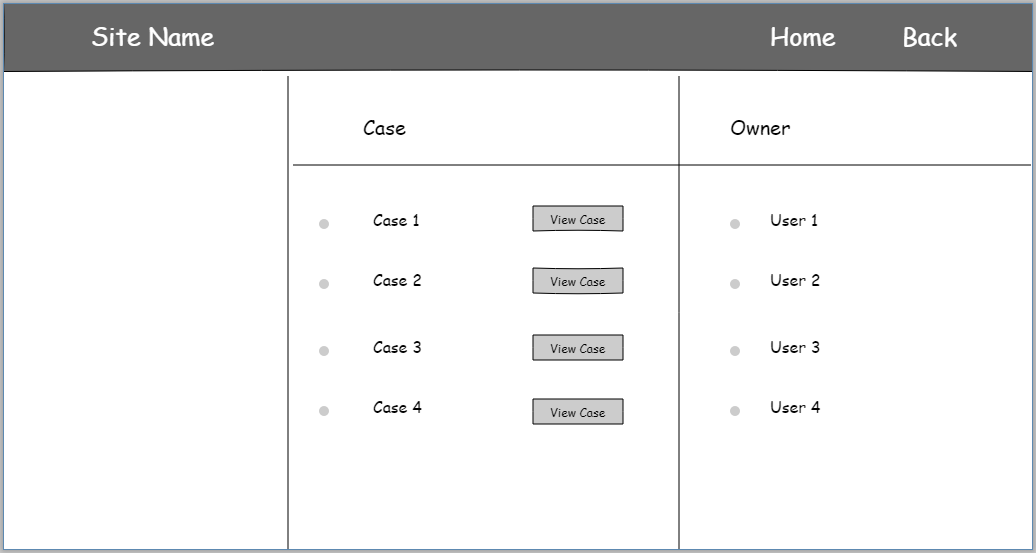 Site Name Home Back
Case Owner
Case 1 View Case User 1
Case 2 View Case User 2
Case 3 View Case User 3
Case 4 View Case User 4